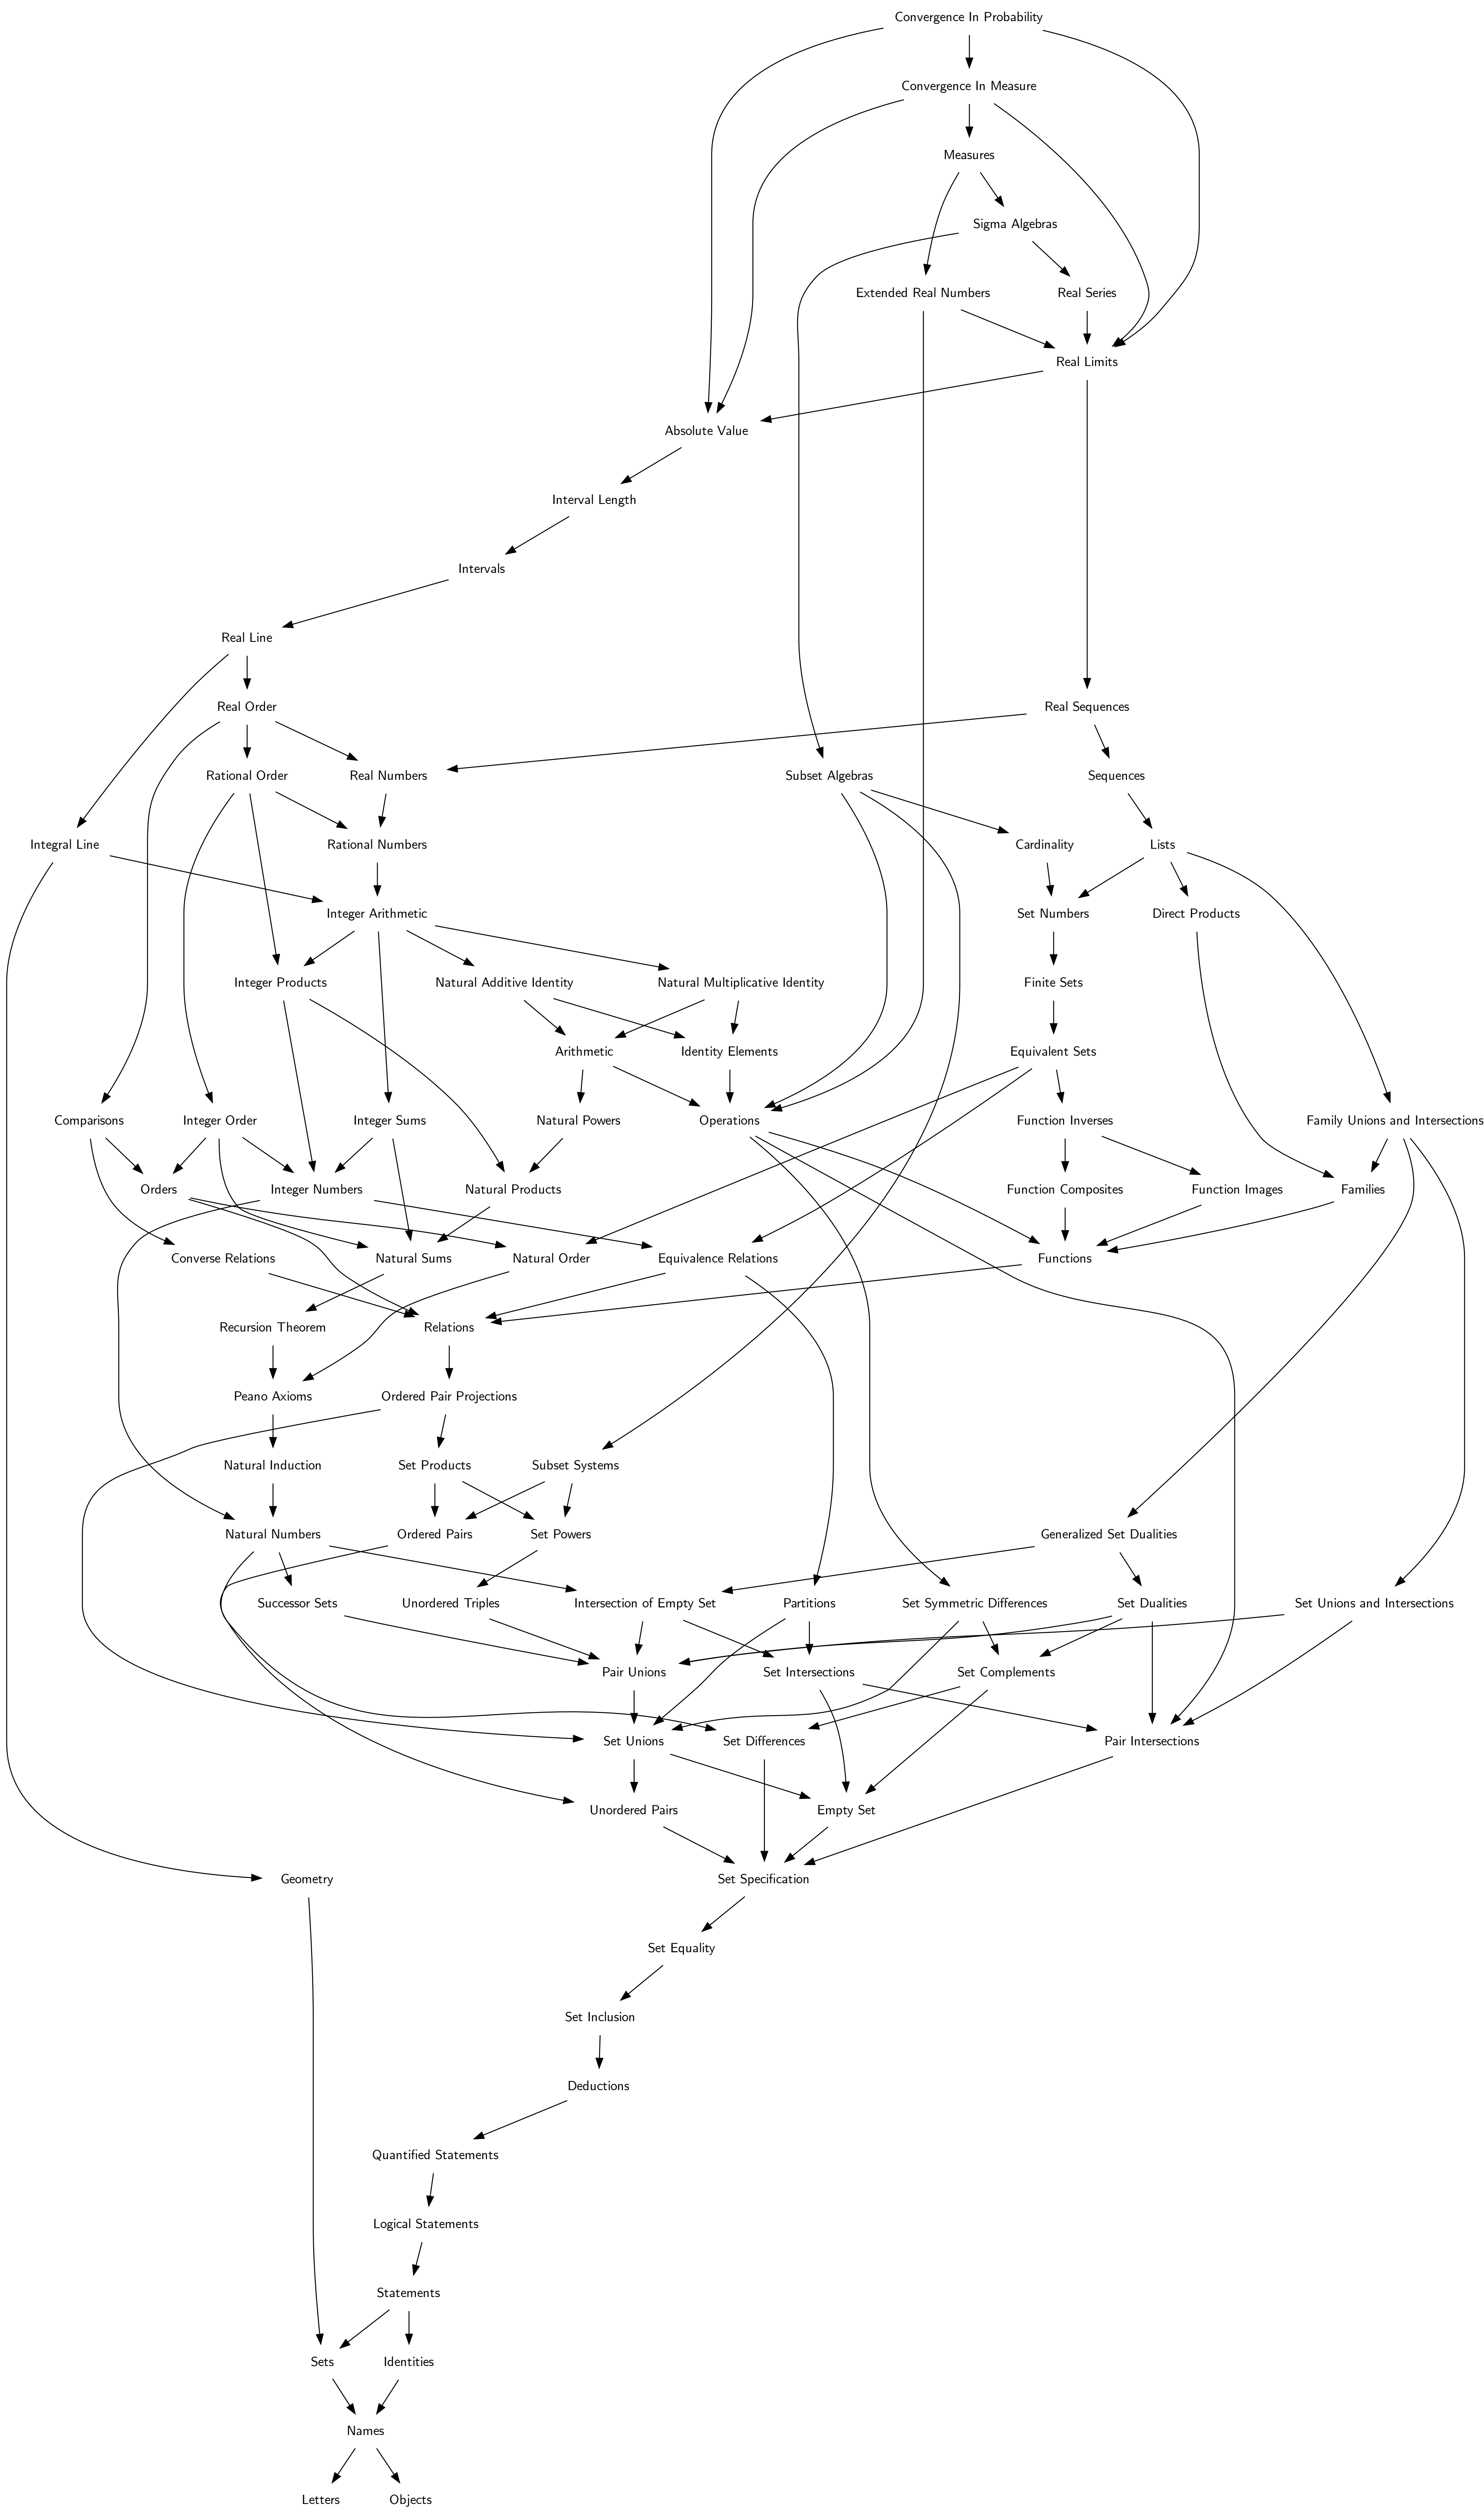 Convergence In Probability
Convergence In Measure
Measures
Sigma Algebras
Extended Real Numbers
Real Series
Real Limits
Absolute Value
Interval Length
Intervals
Real Line
Real Order
Real Sequences
Rational Order
Real Numbers
Subset Algebras
Sequences
Integral Line
Rational Numbers
Cardinality
Lists
Integer Arithmetic
Set Numbers
Direct Products
Integer Products
Natural Additive Identity
Natural Multiplicative Identity
Finite Sets
Arithmetic
Identity Elements
Equivalent Sets
Comparisons
Integer Order
Integer Sums
Natural Powers
Operations
Function Inverses
Family Unions and Intersections
Orders
Integer Numbers
Natural Products
Function Composites
Function Images
Families
Converse Relations
Natural Sums
Natural Order
Equivalence Relations
Functions
Recursion Theorem
Relations
Peano Axioms
Ordered Pair Projections
Natural Induction
Set Products
Subset Systems
Natural Numbers
Ordered Pairs
Set Powers
Generalized Set Dualities
Successor Sets
Unordered Triples
Intersection of Empty Set
Partitions
Set Symmetric Differences
Set Dualities
Set Unions and Intersections
Pair Unions
Set Intersections
Set Complements
Set Unions
Set Differences
Pair Intersections
Unordered Pairs
Empty Set
Geometry
Set Specification
Set Equality
Set Inclusion
Deductions
Quantified Statements
Logical Statements
Statements
Sets
Identities
Names
Letters
Objects